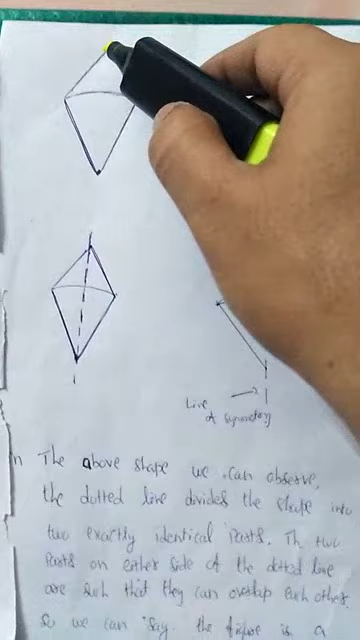 Line
of symmetry
In The above shape we can observe,
the dotted line divides the shape into
two exactly identical Parts. Th two
Parts on either side of the dotted line
are such that they can overlap each other.
So we can say. the figure is a